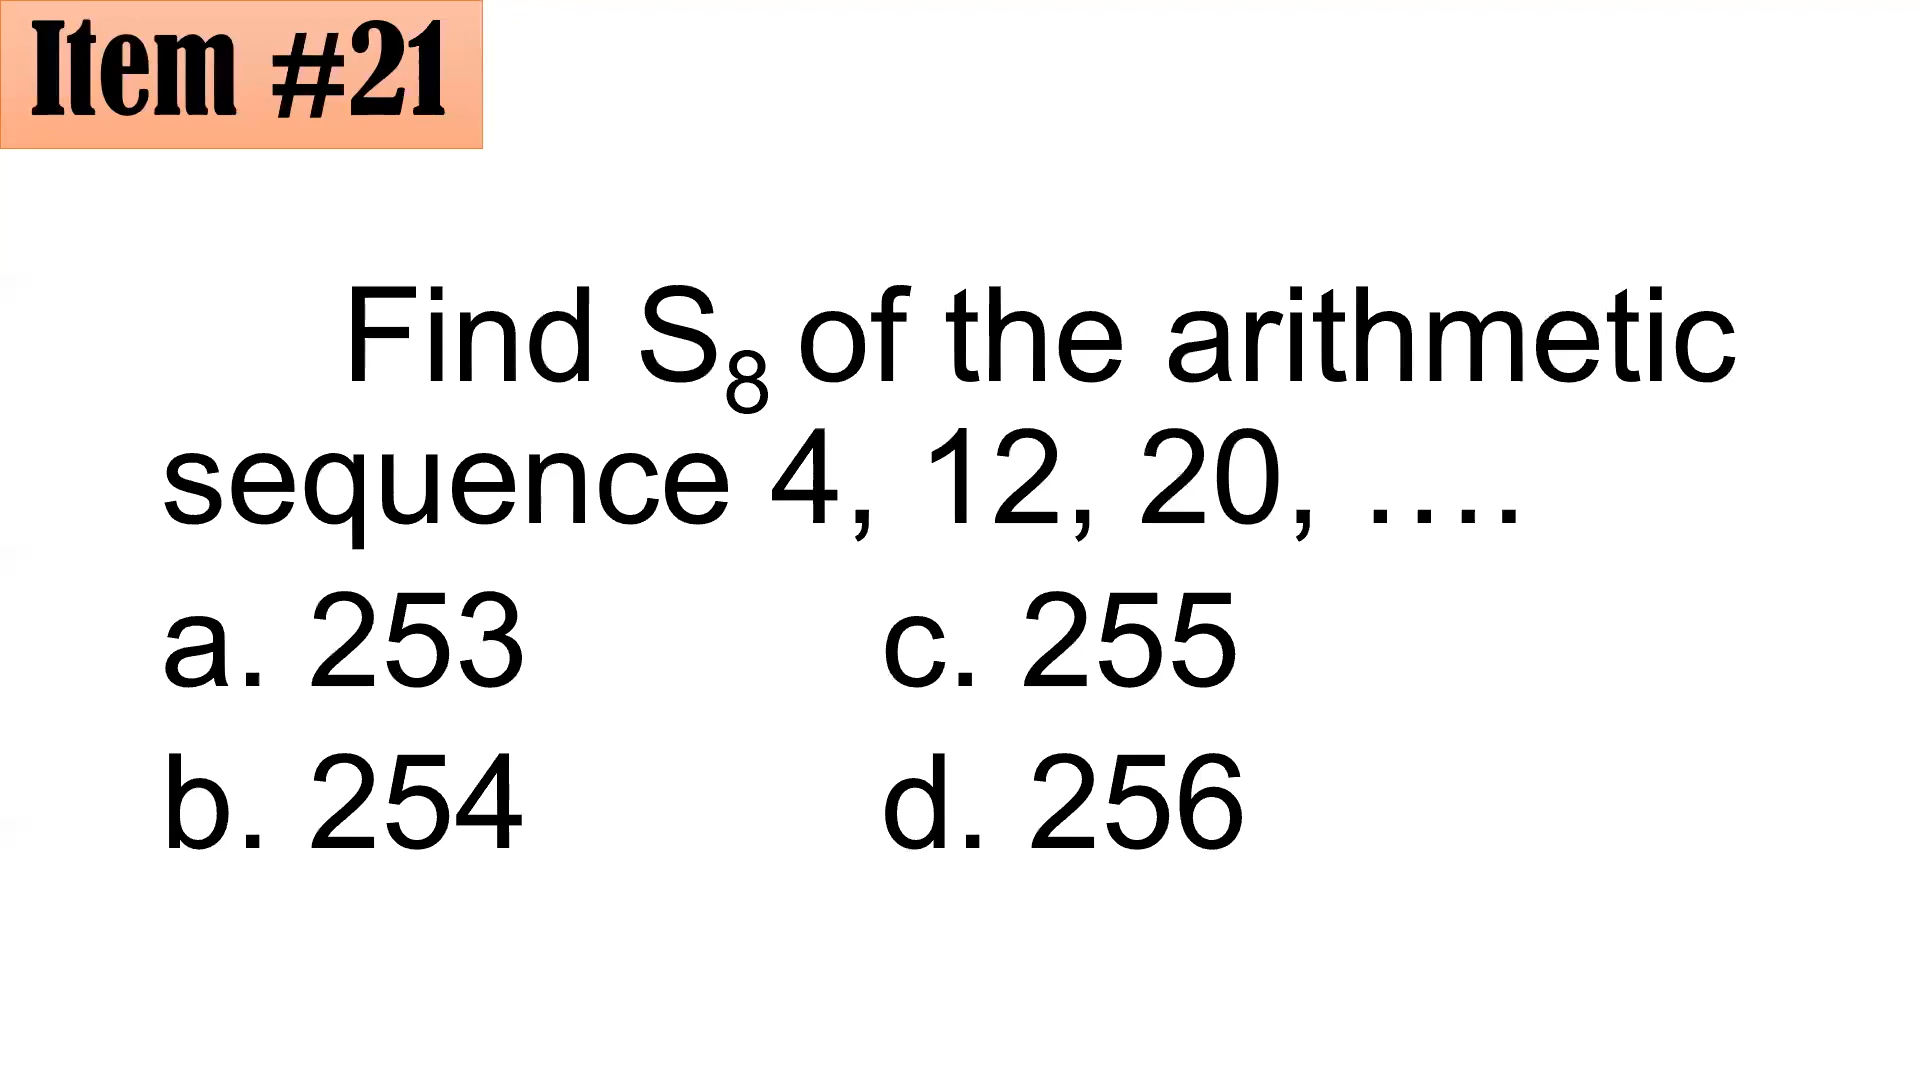 Item #21
Find S8 of the arithmetic
sequence 4, 12, 20, ….
a. 253 c. 255
b. 254 d. 256